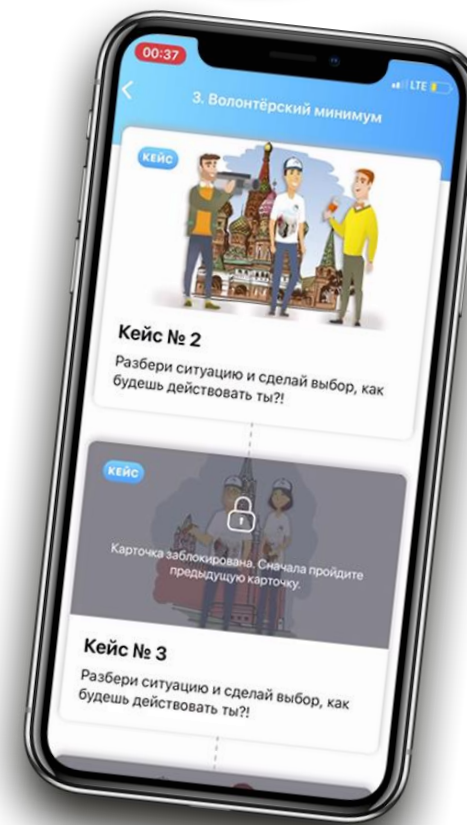 00:37
LTE
3. Волонтёрский минимум
КЕЙС
Кейс № 2
Разбери ситуацию и сделай выбор, как
будешь действовать ты?!
КЕЙС
Карточка заблокирована. Сначала пройдите
предыдущую карточку.
Кейс № 3
Разбери ситуацию и сделай выбор, как
будешь действовать ты?!